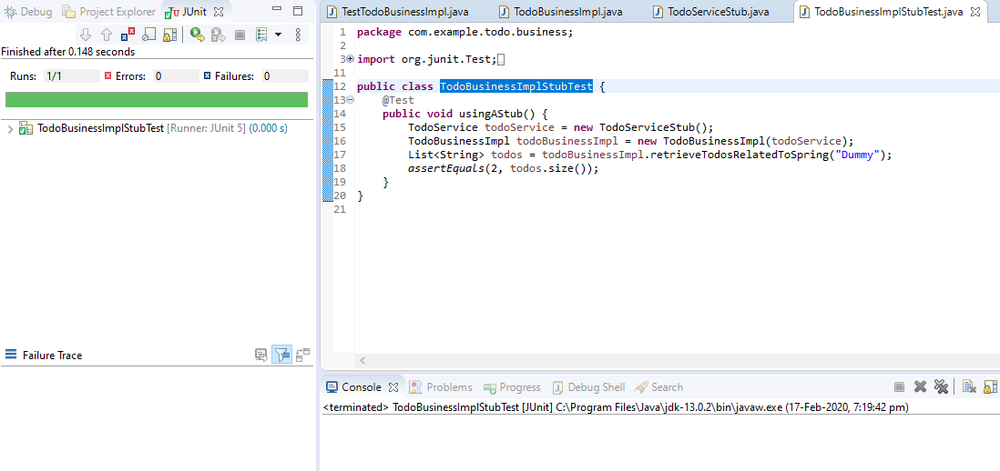 Debug Project Explorer JUnit
Finished after 0.148 seconds
Runs: 1/1 Errors: 0 Failures: 0
TodoBusinessImplStubTest [Runner: JUnit 5] (0.000 s)
Failure Trace
TestTodoBusinessImpl.java TodoBusinessImpl.java TodoServiceStub.java TodoBusinessImplStubTest.java
1 package com.example.todo.business;
2
3 import org.junit.Test;
11
12 public class TodoBusinessImplStubTest {
13 @Test
14 public void usingAStub() {
15 TodoService todoService = new TodoServiceStub();
16 TodoBusinessImpl todoBusinessImpl = new TodoBusinessImpl(todoService);
17 List<String> todos = todoBusinessImpl.retrieveTodosRelatedToSpring("Dummy");
18 assertEquals(2, todos.size());
19 }
20 }
21
Console Problems Progress Debug Shell Search
<terminated> TodoBusinessImplStubTest [JUnit] C:\Program Files\Java\jdk-13.0.2\bin\javaw.exe (17-Feb-2020, 7:19:42 pm)